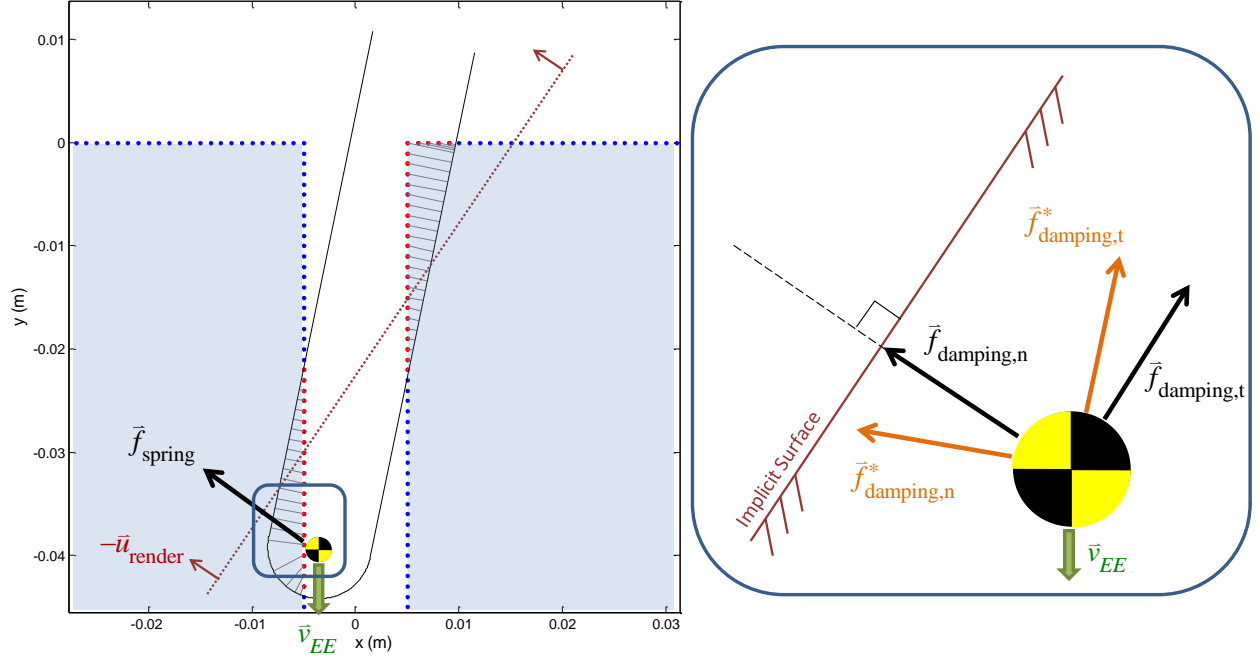 0.01
0
-0.01
-0.02
-0.03
-0.04
y (m)
-0.02
-0.01
0
0.01
0.02
0.03
x (m)
f⃗spring
−u⃗render
v⃗EE
f⃗*damping,t
f⃗damping,n
f⃗damping,t
f⃗*damping,n
Implicit Surface
v⃗EE